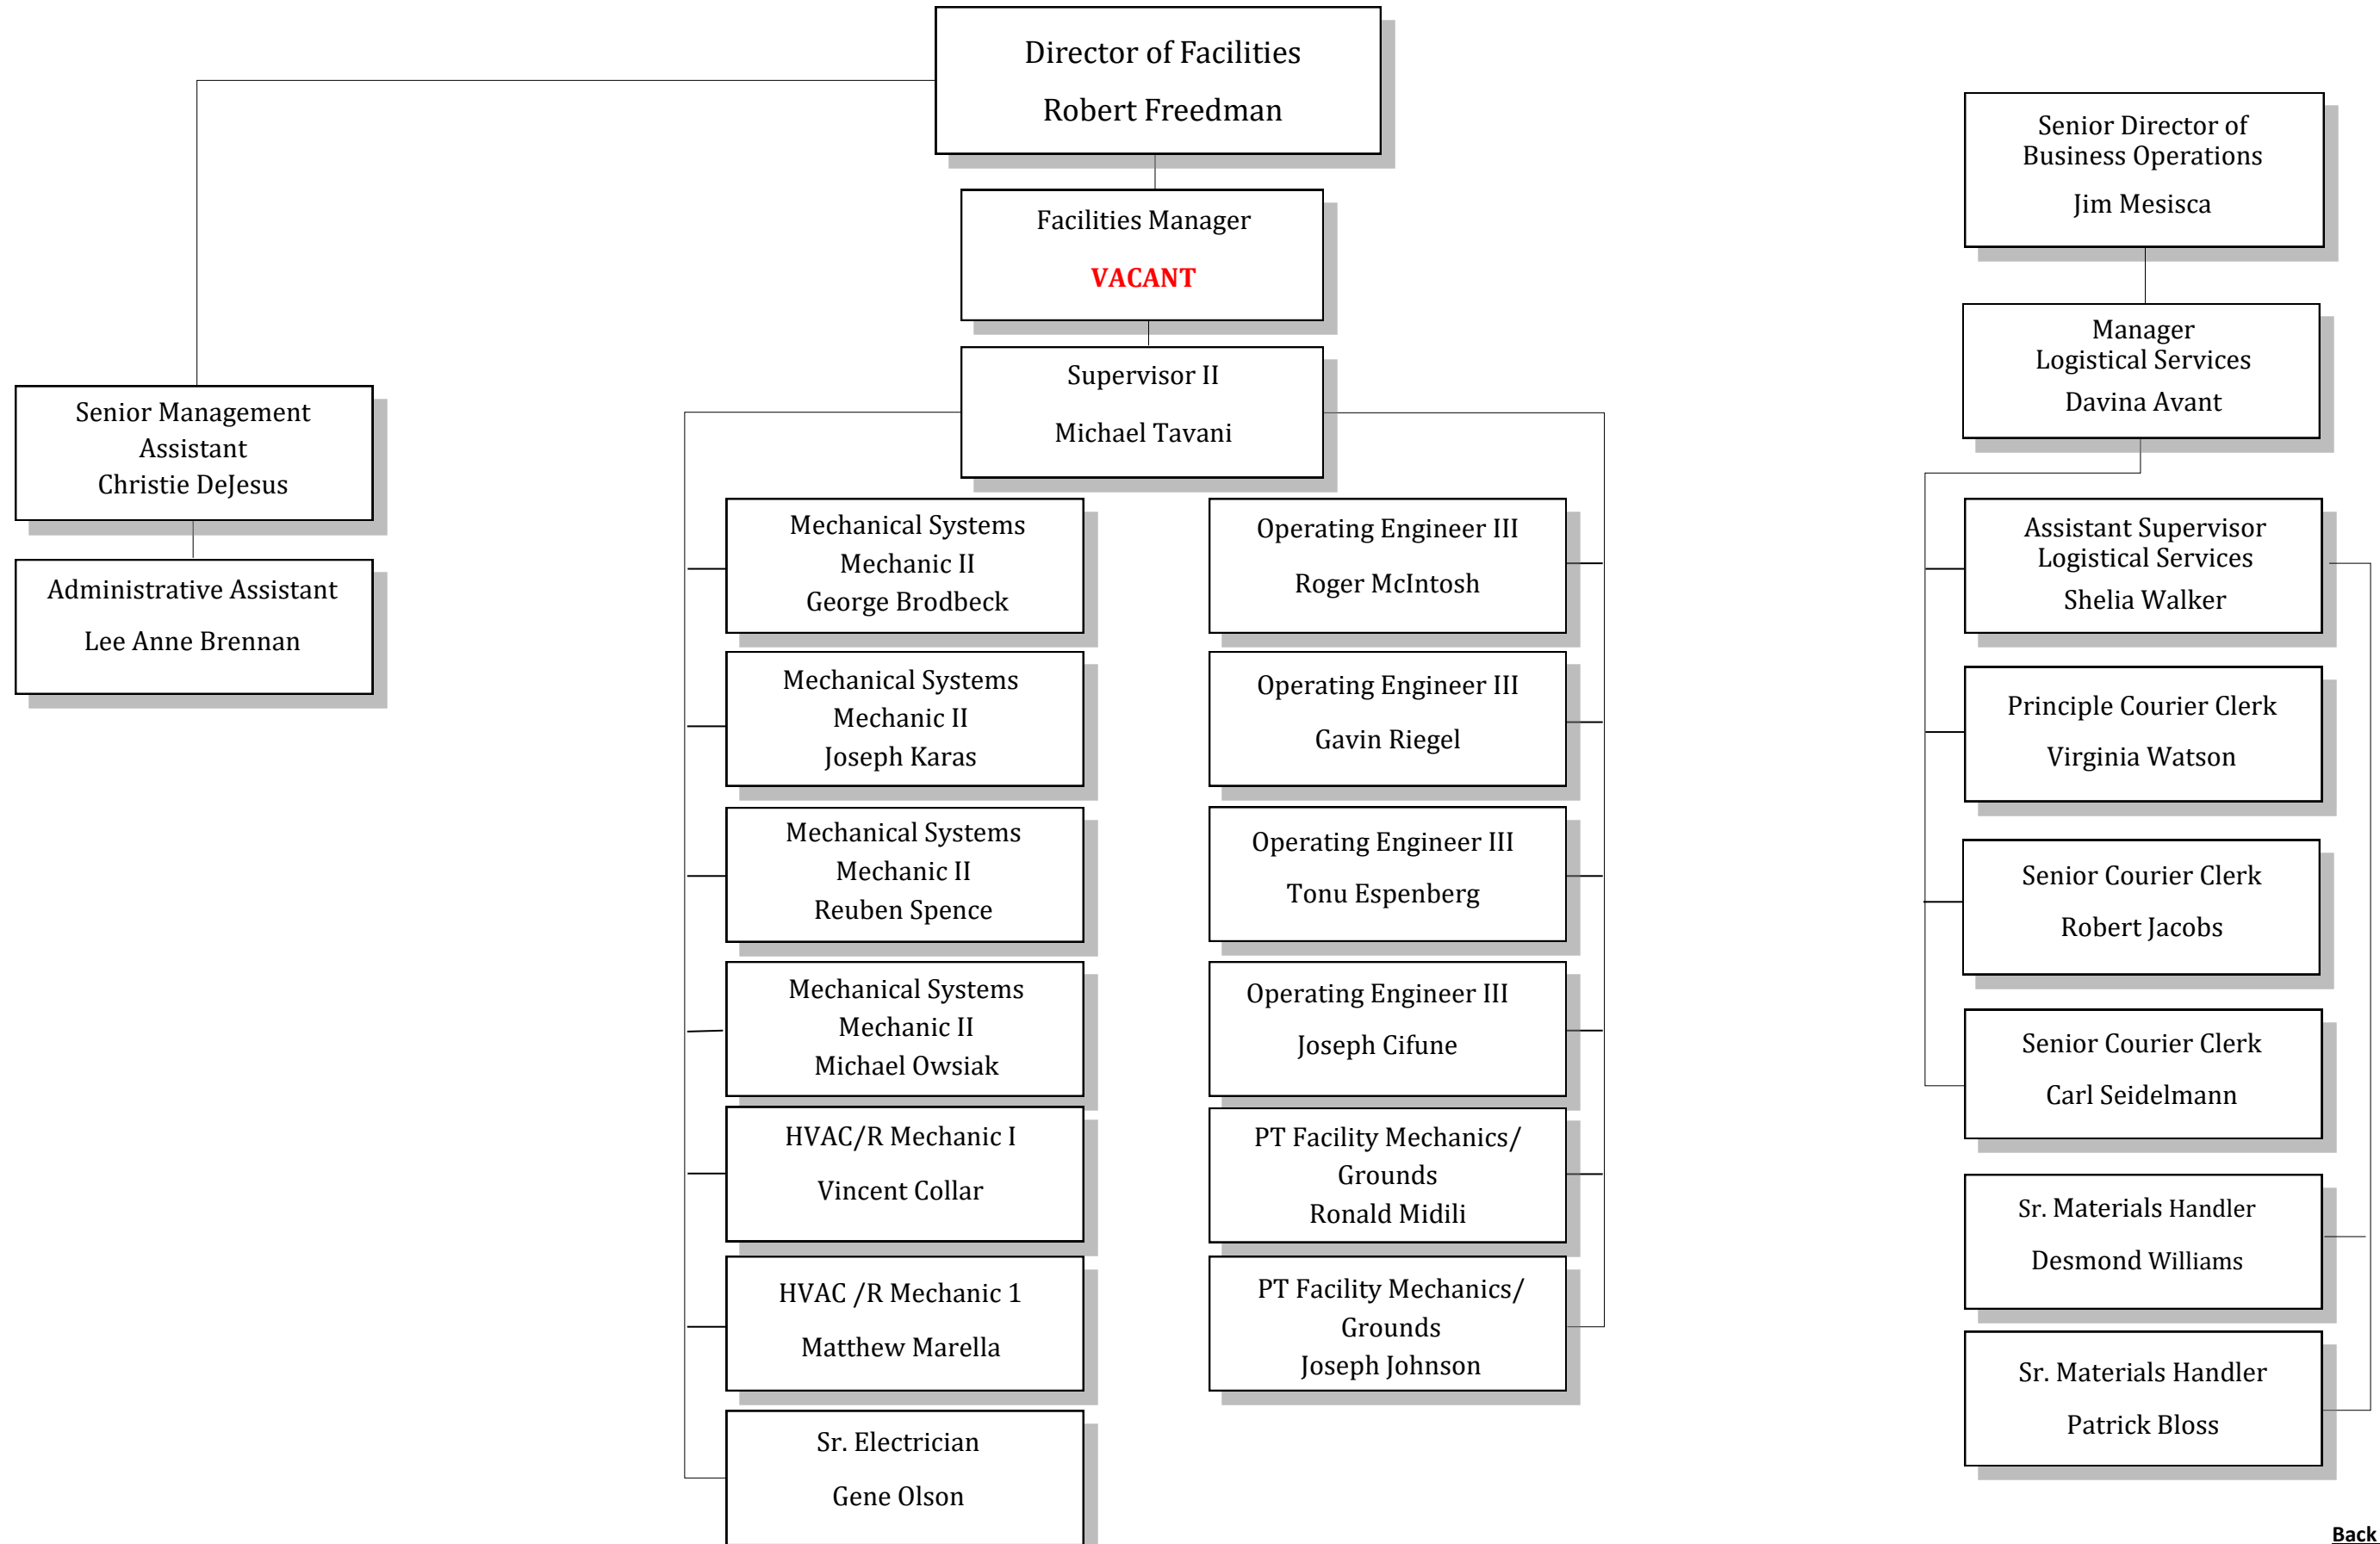 Director of Facilities
Robert Freedman
Facilities Manager
VACANT
Supervisor II
Michael Tavani
Senior Management
Assistant
Christie DeJesus
Administrative Assistant
Lee Anne Brennan
Mechanical Systems
Mechanic II
George Brodbeck
Mechanical Systems
Mechanic II
Joseph Karas
Mechanical Systems
Mechanic II
Reuben Spence
Mechanical Systems
Mechanic II
Michael Owsiak
HVAC/R Mechanic I
Vincent Collar
HVAC /R Mechanic 1
Matthew Marella
Sr. Electrician
Gene Olson
Operating Engineer III
Roger McIntosh
Operating Engineer III
Gavin Riegel
Operating Engineer III
Tonu Espenberg
Operating Engineer III
Joseph Cifune
PT Facility Mechanics/
Grounds
Ronald Midili
PT Facility Mechanics/
Grounds
Joseph Johnson
Senior Director of
Business Operations
Jim Mesisca
Manager
Logistical Services
Davina Avant
Assistant Supervisor
Logistical Services
Shelia Walker
Principle Courier Clerk
Virginia Watson
Senior Courier Clerk
Robert Jacobs
Senior Courier Clerk
Carl Seidelmann
Sr. Materials Handler
Desmond Williams
Sr. Materials Handler
Patrick Bloss
Back